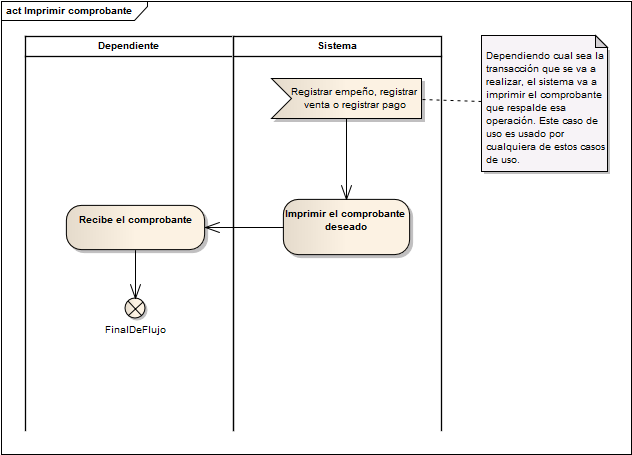 act Imprimir comprobante
Dependiente
Sistema
Registrar empeño, registrar
venta o registrar pago
Dependiendo cual sea la
transacción que se va a
realizar, el sistema va a
imprimir el comprobante
que respalde esa
operación. Este caso de
uso es usado por
cualquiera de estos casos
de uso.
Imprimir el comprobante
deseado
Recibe el comprobante
FinalDeFlujo